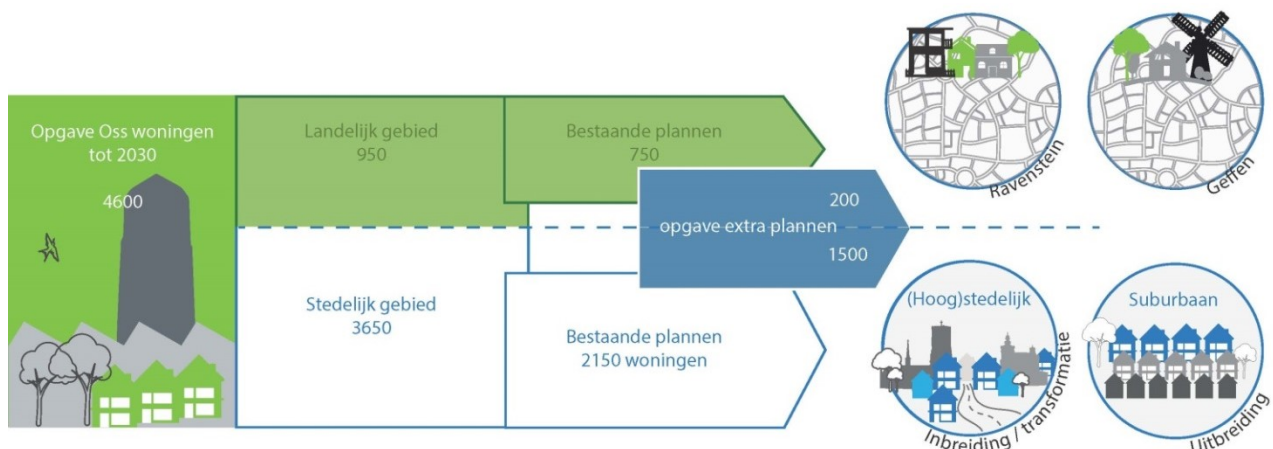 Opgave Oss woningen
tot 2030
4600
Landelijk gebied
950
Bestaande plannen
750
200
opgave extra plannen
1500
Stedelijk gebied
3650
Bestaande plannen
2150 woningen
Ravenstein
Geffen
(Hoog)stedelijk
Inbreiding / transformatie
Suburbaan
Uitbreiding